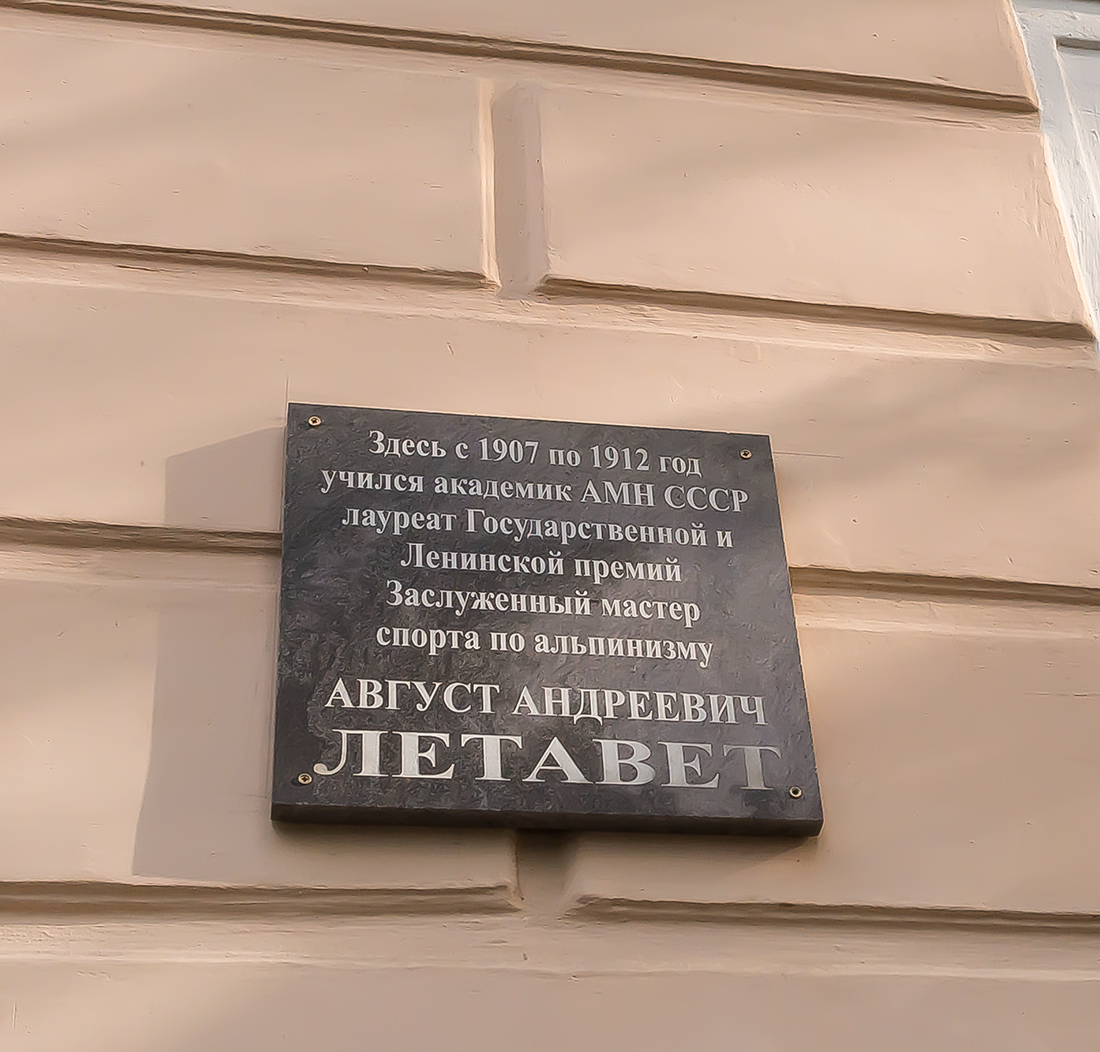 Здесь с 1907 по 1912 год
учился академик АМН СССР
лауреат Государственной и
Ленинской премий
Заслуженный мастер
спорта по альпинизму
АВГУСТ АНДРЕЕВИЧ
ЛЕТАВЕТ